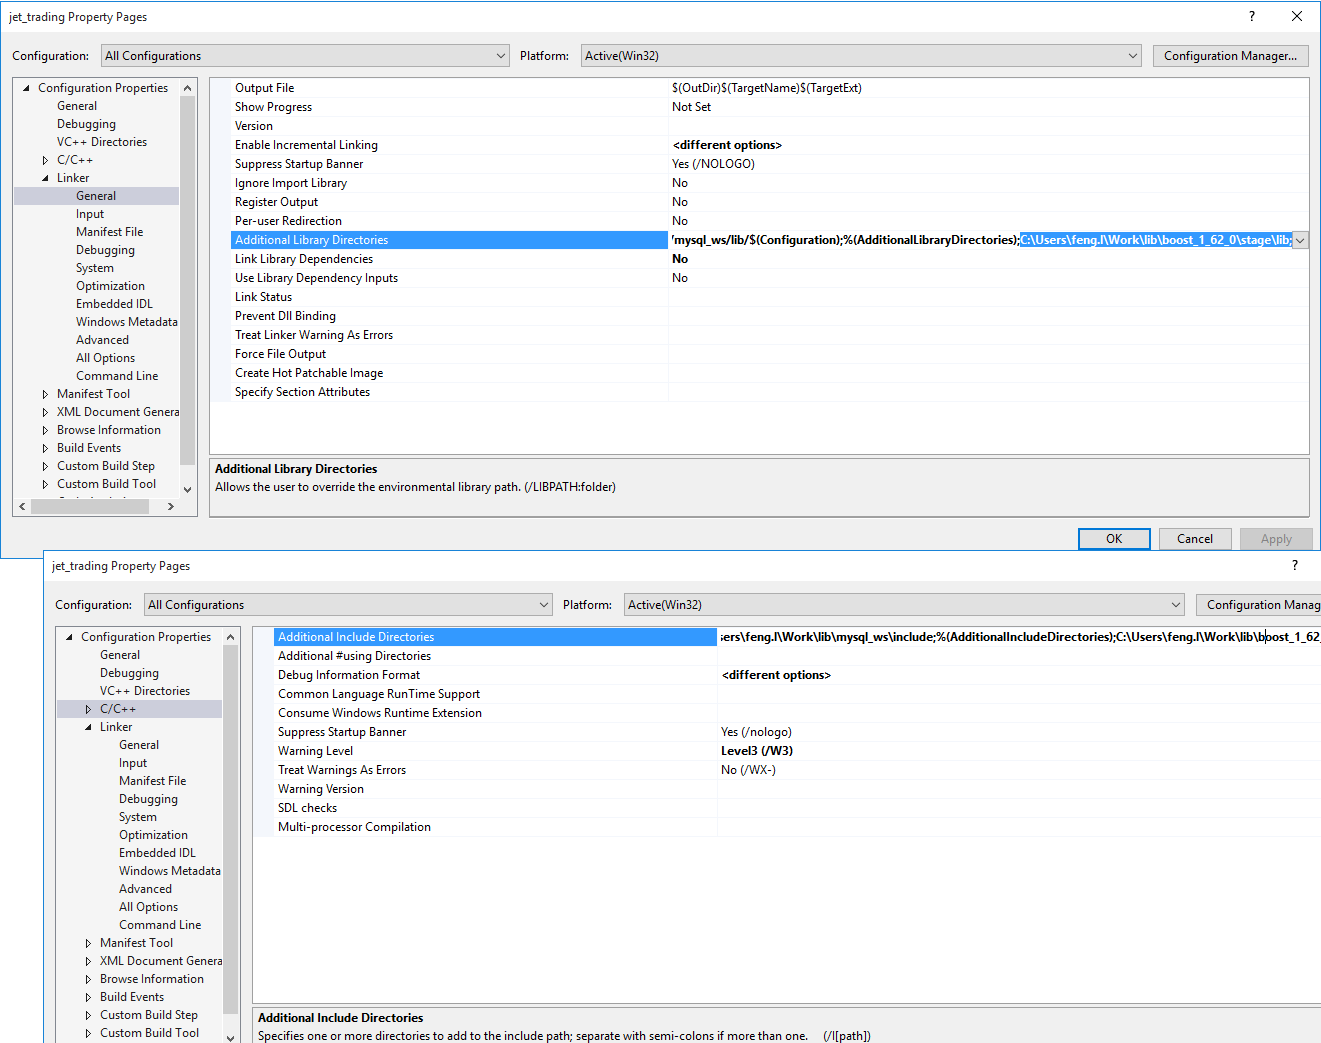 jet_trading Property Pages ?
Configuration: All Configurations Platform: Active(Win32) Configuration Manager...
Configuration Properties
General
Debugging
VC++ Directories
C/C++
Linker
General
Input
Manifest File
Debugging
System
Optimization
Embedded IDL
Windows Metadata
Advanced
All Options
Command Line
Manifest Tool
XML Document Genera
Browse Information
Build Events
Custom Build Step
Custom Build Tool
Output File $(OutDir)$(TargetName)$(TargetExt)
Show Progress Not Set
Version
Enable Incremental Linking <different options>
Suppress Startup Banner Yes (/NOLOGO)
Ignore Import Library No
Register Output No
Per-user Redirection No
Additional Library Directories 'mysql_ws/lib/$(Configuration);%(AdditionalLibraryDirectories);C:\Users\feng.l\Work\lib\boost_1_62_0\stage\lib;
Link Library Dependencies No
Use Library Dependency Inputs No
Link Status
Prevent Dll Binding
Treat Linker Warning As Errors
Force File Output
Create Hot Patchable Image
Specify Section Attributes
Additional Library Directories
Allows the user to override the environmental library path. (/LIBPATH:folder)
OK Cancel Apply
jet_trading Property Pages ?
Configuration: All Configurations Platform: Active(Win32) Configuration Manag
Configuration Properties
General
Debugging
VC++ Directories
C/C++
Linker
General
Input
Manifest File
Debugging
System
Optimization
Embedded IDL
Windows Metadata
Advanced
All Options
Command Line
Manifest Tool
XML Document Genera
Browse Information
Build Events
Custom Build Step
Custom Build Tool
Additional Include Directories sers\feng.l\Work\lib\mysql_ws\include;%(AdditionalIncludeDirectories);C:\Users\feng.l\Work\lib\boost_1_62_
Additional #using Directories
Debug Information Format <different options>
Common Language RunTime Support
Consume Windows Runtime Extension
Suppress Startup Banner Yes (/nologo)
Warning Level Level3 (/W3)
Treat Warnings As Errors No (/WX-)
Warning Version
SDL checks
Multi-processor Compilation
Additional Include Directories
Specifies one or more directories to add to the include path; separate with semi-colons if more than one. (/I[path])